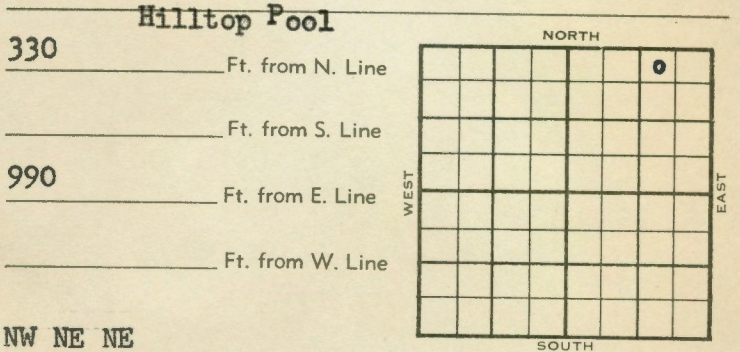 Hilltop Pool
330 Ft. from N. Line
Ft. from S. Line
990 Ft. from E. Line
Ft. from W. Line
NW NE NE
NORTH
WEST
EAST
SOUTH